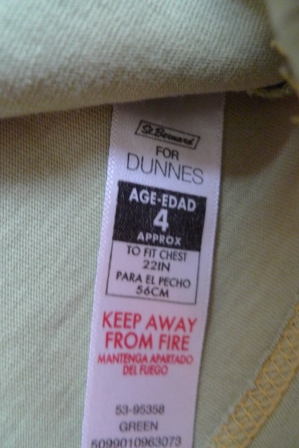 St. Bernard
FOR
DUNNES
AGE-EDAD
4
APPROX
TO FIT CHEST
22IN
PARA EL PECHO
56CM
KEEP AWAY
FROM FIRE
MANTENGA APARTADO
DEL FUEGO
53-95358
GREEN
5099010963073